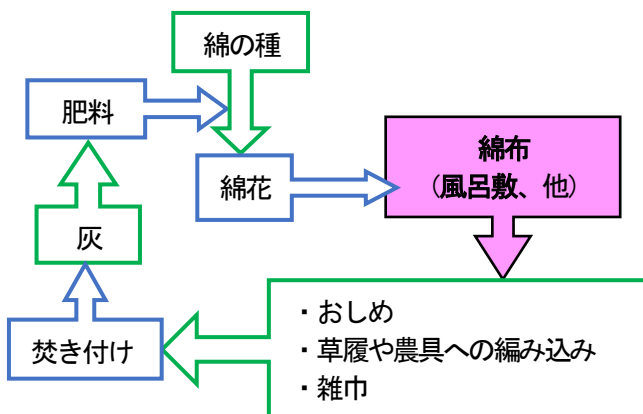 綿の種
肥料
綿布
(風呂敷、他)
綿花
灰
・おしめ
・草履や農具への編み込み
・雑巾
焚き付け